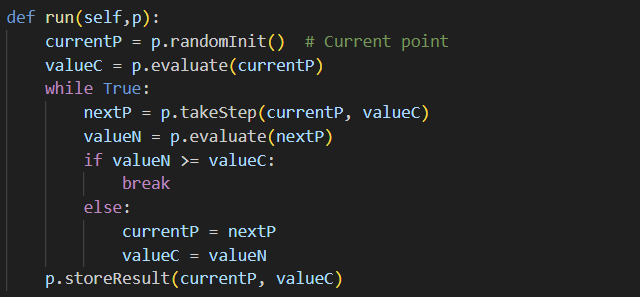 def run(self,p):
    currentP = p.randomInit()  # Current point
    valueC = p.evaluate(currentP)
    while True:
        nextP = p.takeStep(currentP, valueC)
        valueN = p.evaluate(nextP)
        if valueN >= valueC:
            break
        else:
            currentP = nextP
            valueC = valueN
    p.storeResult(currentP, valueC)